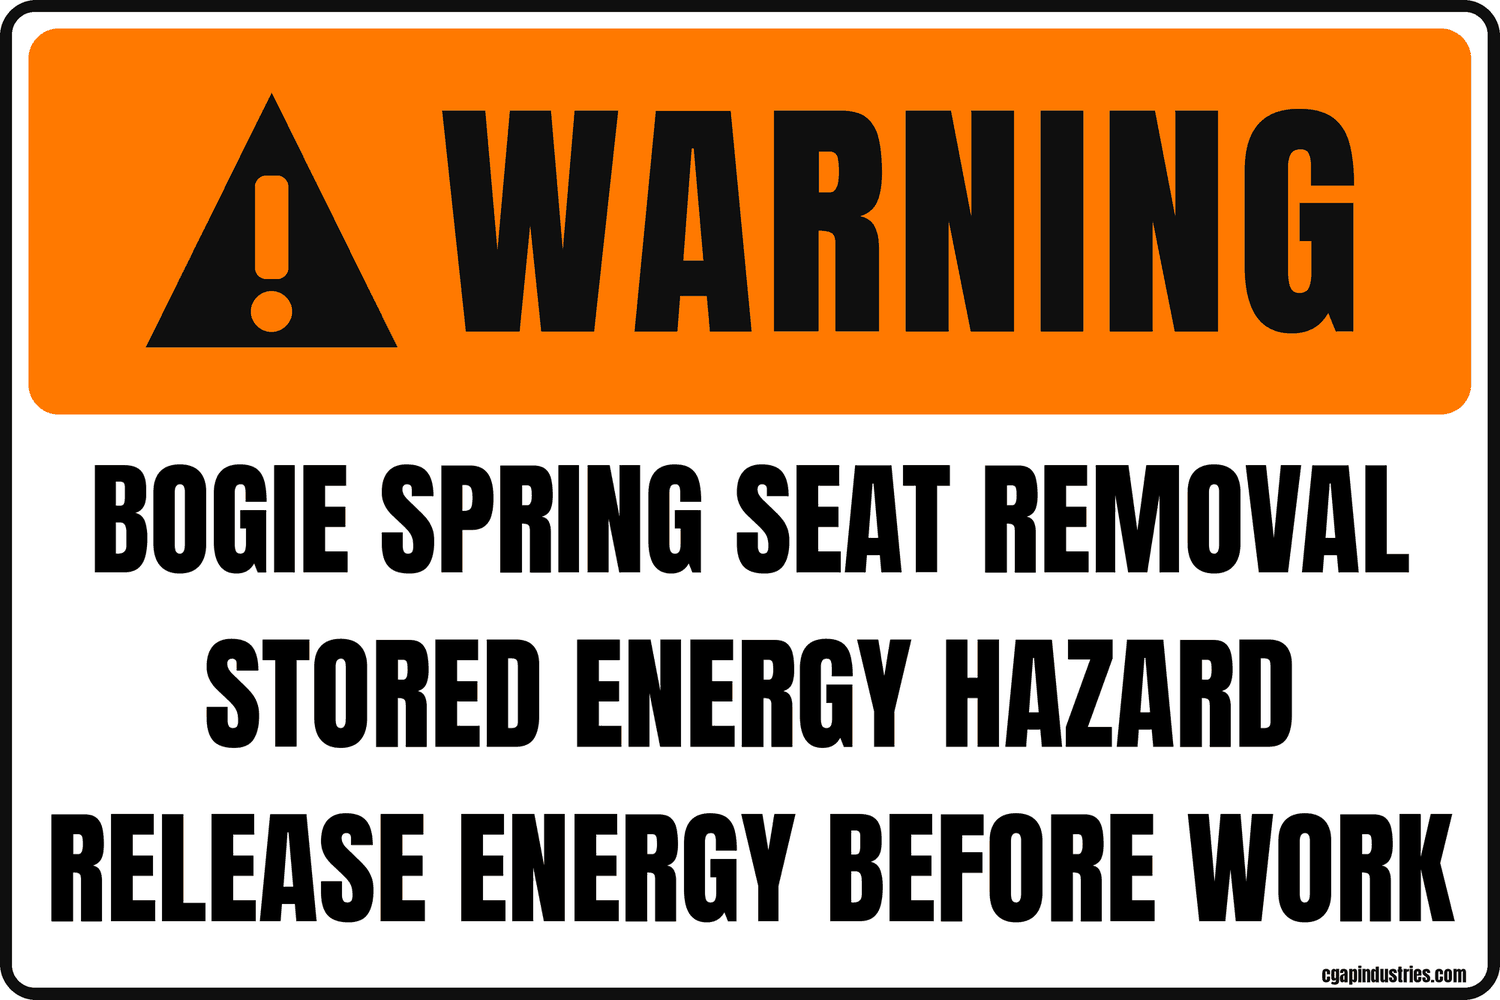 WARNING
BOGIE SPRING SEAT REMOVAL
STORED ENERGY HAZARD
RELEASE ENERGY BEFORE WORK
cgapindustries.com